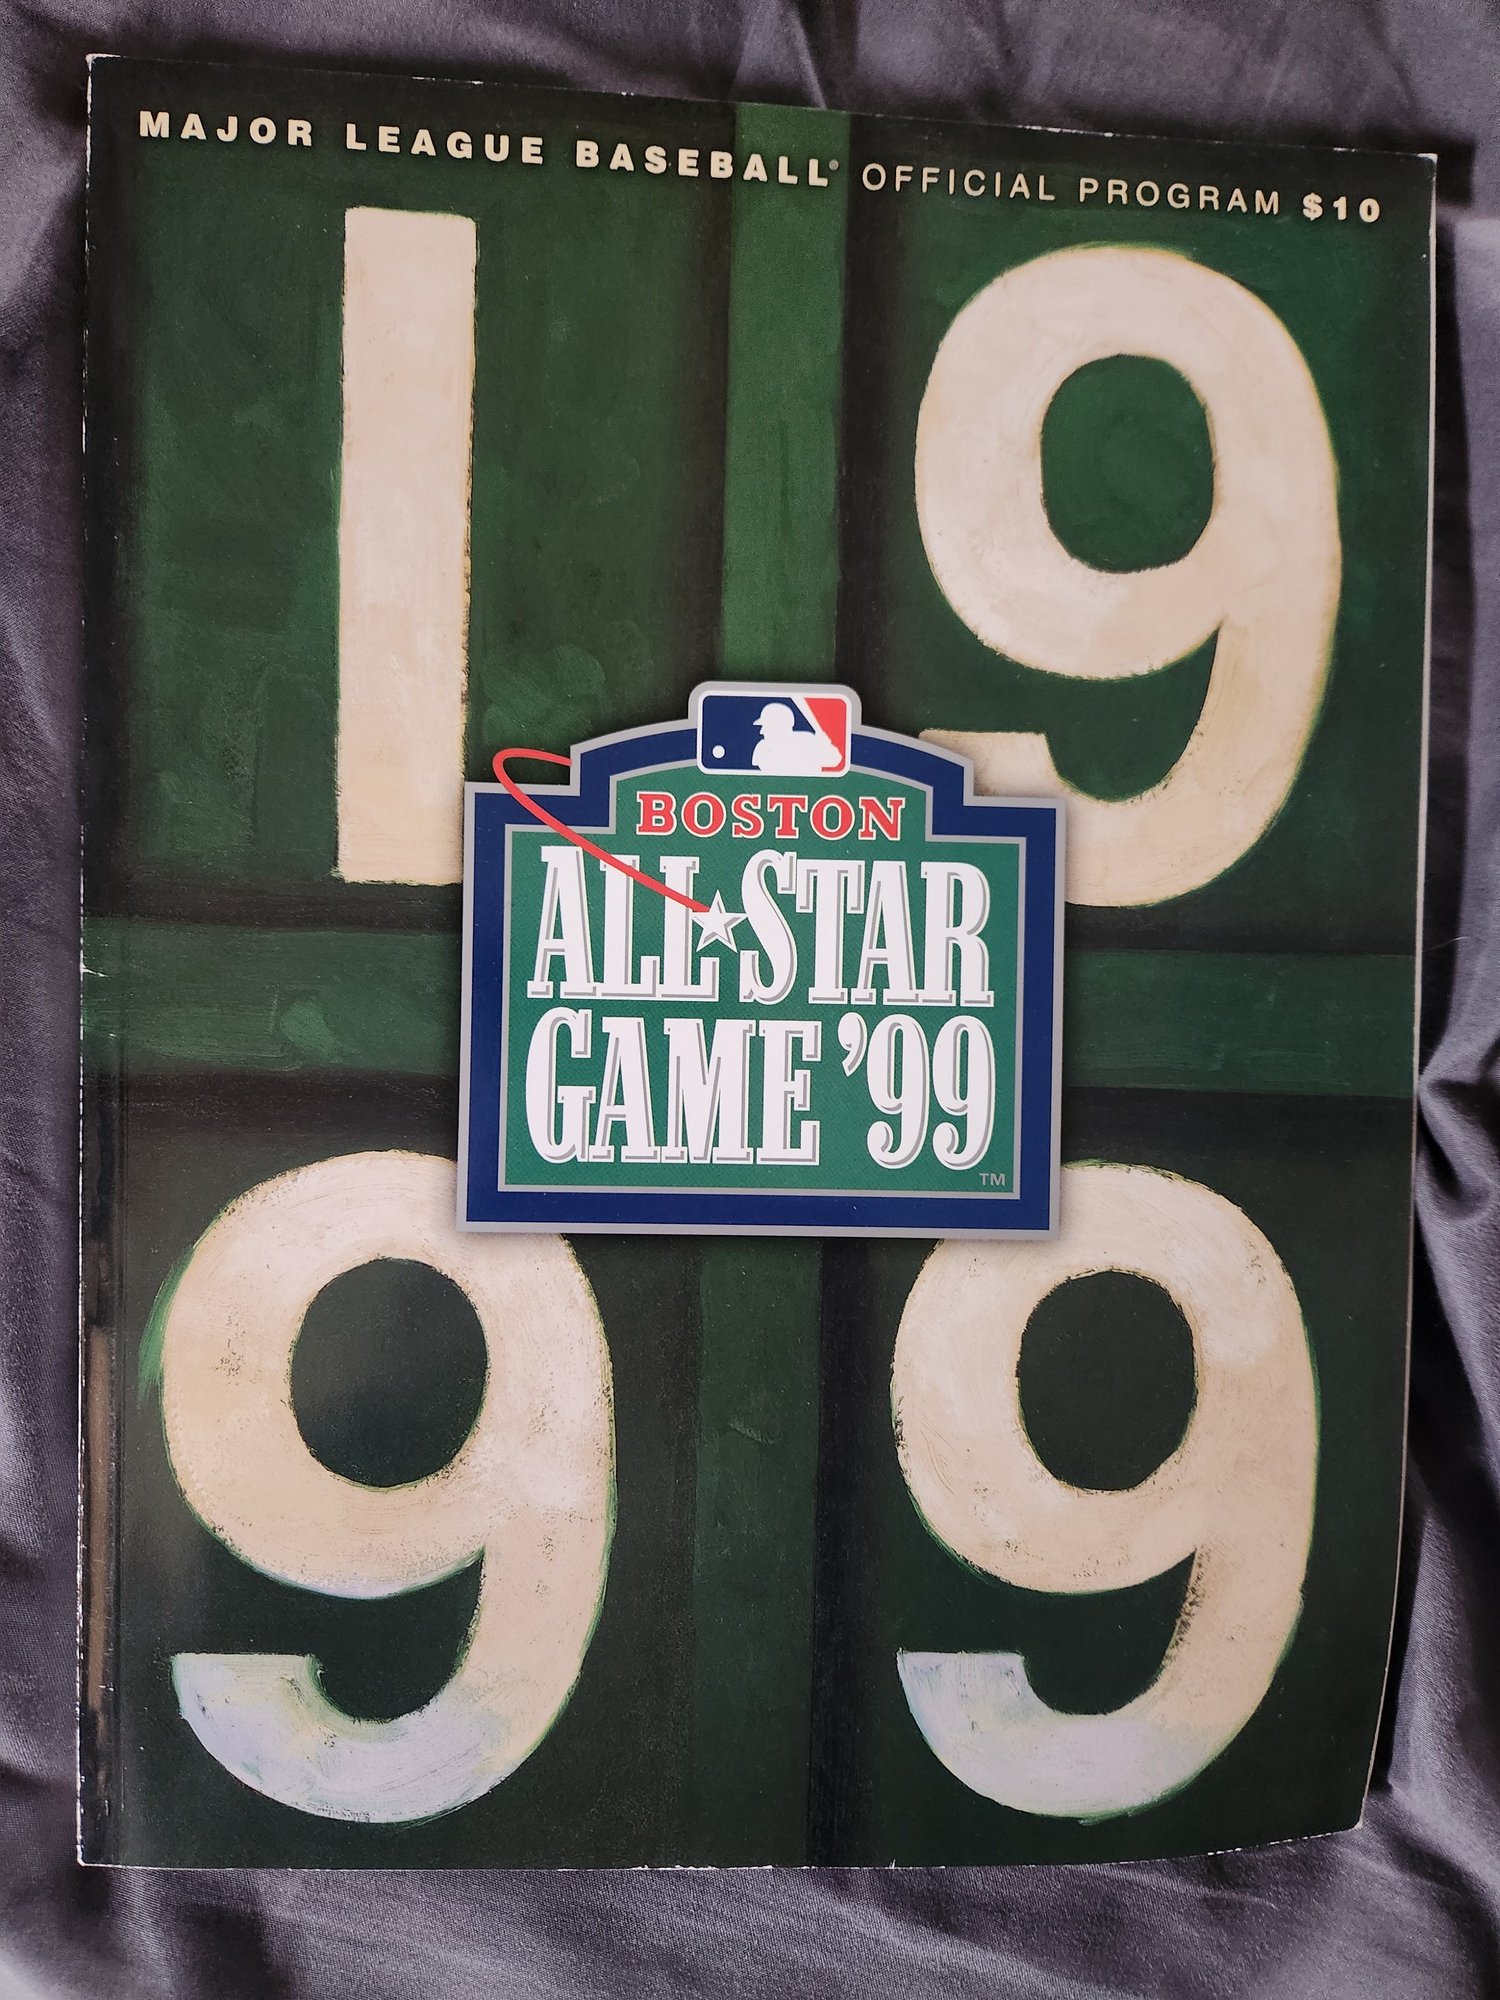 MAJOR LEAGUE BASEBALL® OFFICIAL PROGRAM $10
1 9
BOSTON
ALL★STAR
GAME '99
TM
9 9